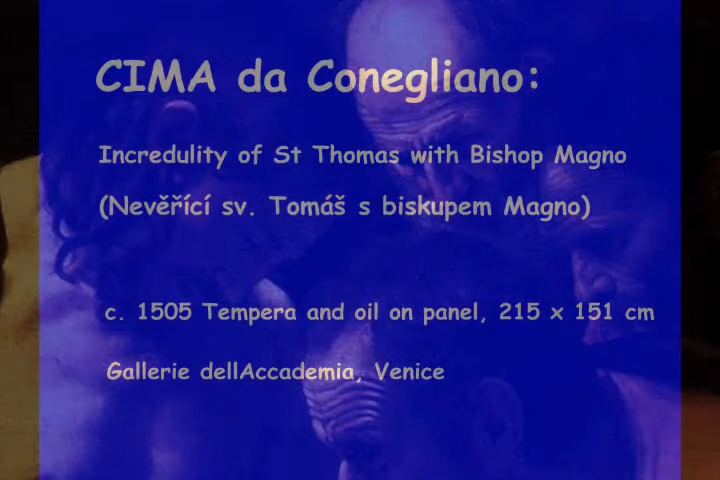 CIMA da Conegliano:
Incredulity of St Thomas with Bishop Magno
(Nevěřící sv. Tomáš s biskupem Magno)
c. 1505 Tempera and oil on panel, 215 x 151 cm
Gallerie dellAccademia, Venice